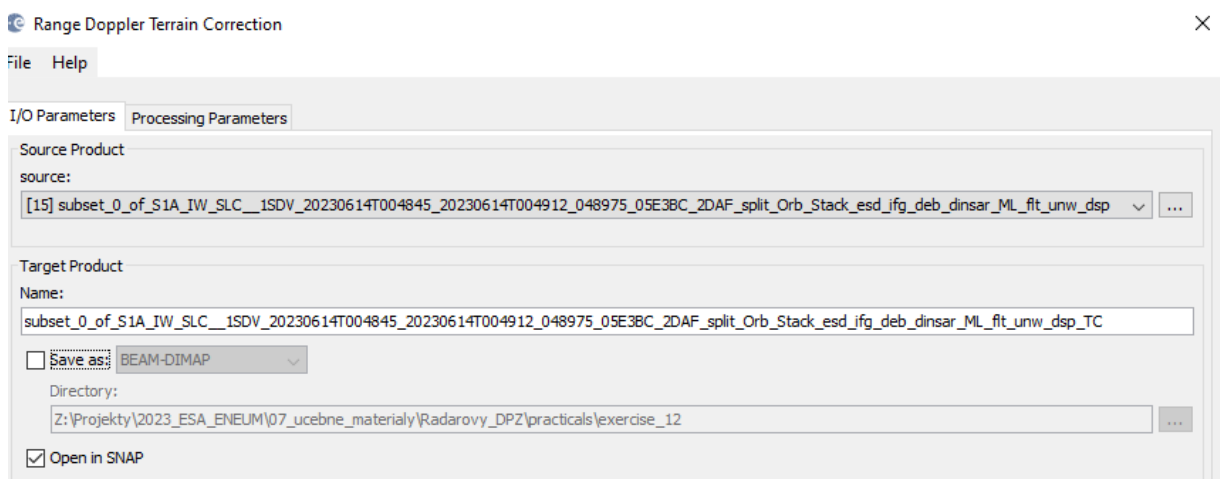 Range Doppler Terrain Correction
File Help
I/O Parameters Processing Parameters
Source Product
source:
[15] subset_0_of_S1A_IW_SLC__1SDV_20230614T004845_20230614T004912_048975_05E3BC_2DAF_split_Orb_Stack_esd_ifg_deb_dinsar_ML_flt_unw_dsp ...
Target Product
Name:
subset_0_of_S1A_IW_SLC__1SDV_20230614T004845_20230614T004912_048975_05E3BC_2DAF_split_Orb_Stack_esd_ifg_deb_dinsar_ML_flt_unw_dsp_TC
Save as: BEAM-DIMAP
Directory:
Z:\Projekty\2023_ESA_ENEUM\07_ucebne_materialy\Radarovy_DPZ\practicals\exercise_12 ...
Open in SNAP